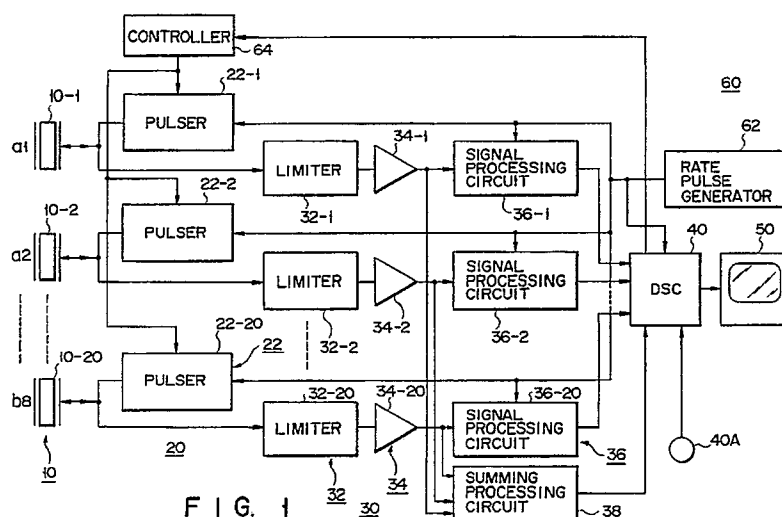 CONTROLLER
64
60
10-1
22-1
a1
PULSER
34-1
62
LIMITER
SIGNAL
PROCESSING
CIRCUIT
RATE
PULSE
GENERATOR
10-2
22-2
32-1
36-1
a2
PULSER
40
50
LIMITER
SIGNAL
PROCESSING
CIRCUIT
DSC
22-20
32-2
34-2
36-2
10-20
22
b8
PULSER
32-20
34-20
36-20
LIMITER
SIGNAL
PROCESSING
CIRCUIT
40A
10
20
36
32
34
SUMMING
PROCESSING
CIRCUIT
FIG. 1
30
38